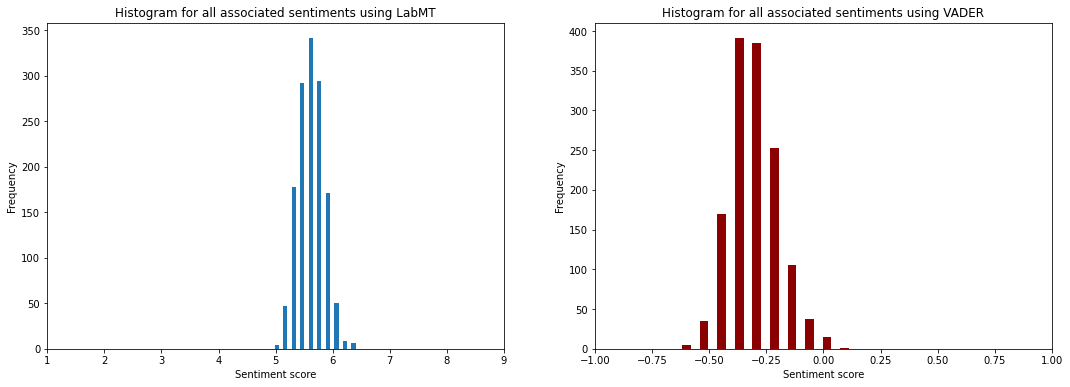 Histogram for all associated sentiments using LabMT
350
300
250
200
150
100
50
0
Frequency
1 2 3 4 5 6 7 8 9
Sentiment score
Histogram for all associated sentiments using VADER
400
350
300
250
200
150
100
50
0
Frequency
−1.00 −0.75 −0.50 −0.25 0.00 0.25 0.50 0.75 1.00
Sentiment score